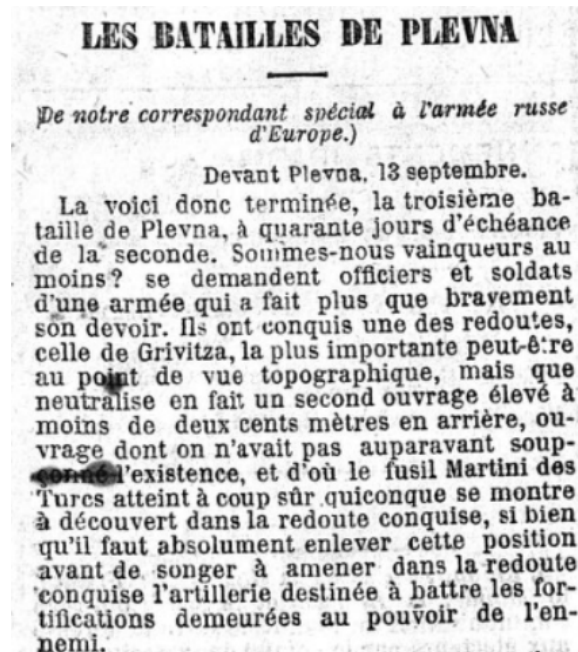 LES BATAILLES DE PLEVNA
(De notre correspondant spécial à l'armée russe
d'Europe.)
Devant Plevna, 13 septembre.
La voici donc terminée, la troisième ba-
taille de Plevna, à quarante jours d'échéance
de la seconde. Sommes-nous vainqueurs au
moins? se demandent officiers et soldats
d'une armée qui a fait plus que bravement
son devoir. Ils ont conquis une des redoutes,
celle de Grivitza, la plus importante peut-être
au point de vue topographique, mais que
neutralise en fait un second ouvrage élevé à
moins de deux cents mètres en arrière, ou-
vrage dont on n'avait pas auparavant soup-
çonné l'existence, et d'où le fusil Martini des
Turcs atteint à coup sûr quiconque se montre
à découvert dans la redoute conquise, si bien
qu'il faut absolument enlever cette position
avant de songer à amener dans la redoute
conquise l'artillerie destinée à battre les for-
tifications demeurées au pouvoir de l'en-
nemi.